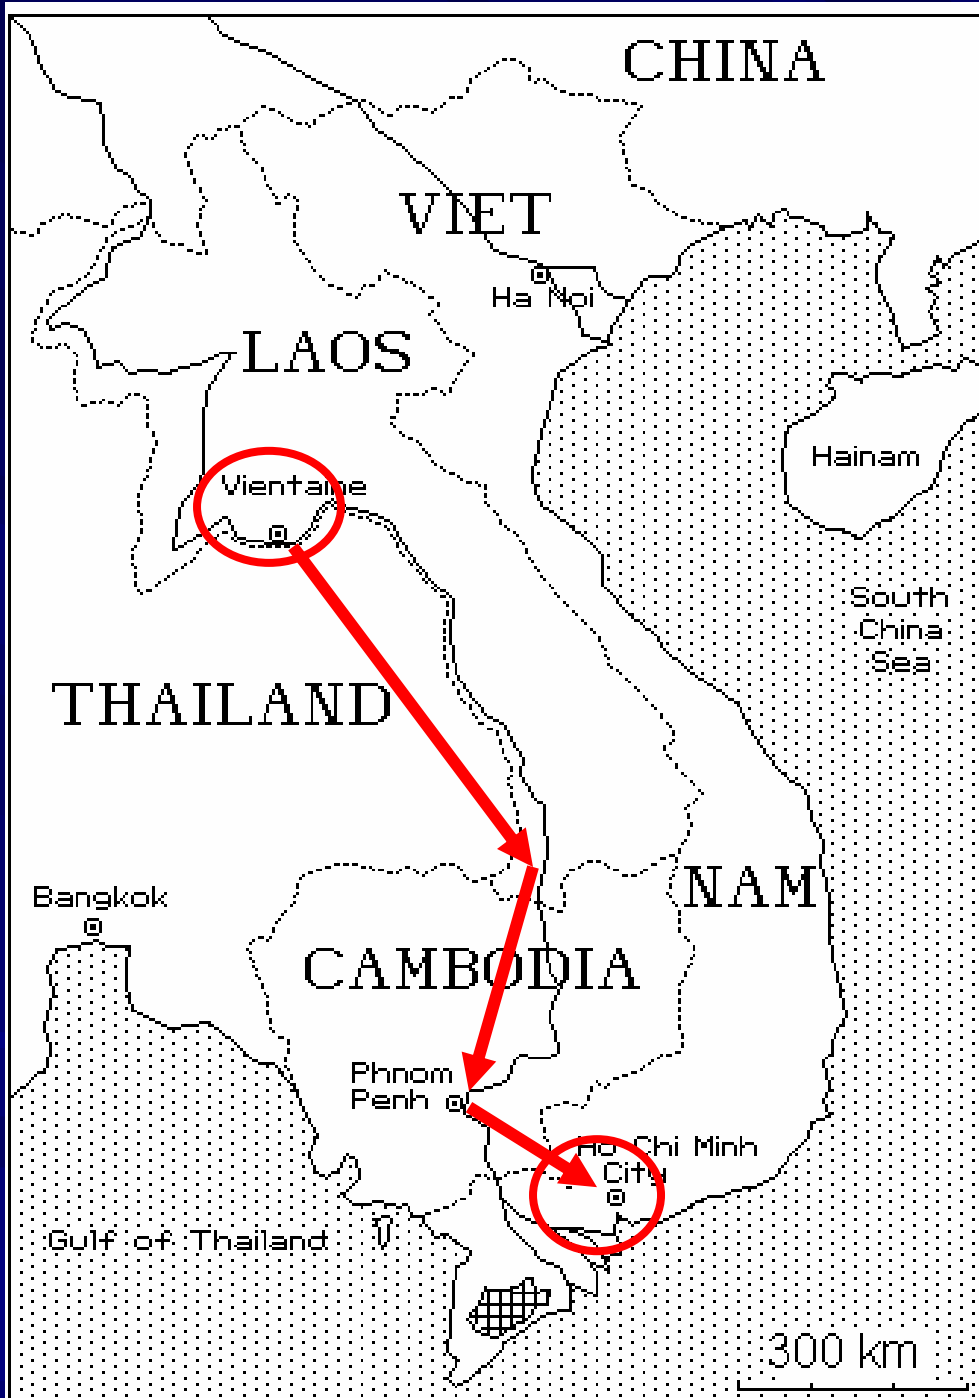 CHINA
VIET
Ha Noi
LAOS
Hainam
Vientaine
South
China
Sea
THAILAND
NAM
Bangkok
CAMBODIA
Phnom
Penh
Ho Chi Minh
City
Gulf of Thailand
300 km